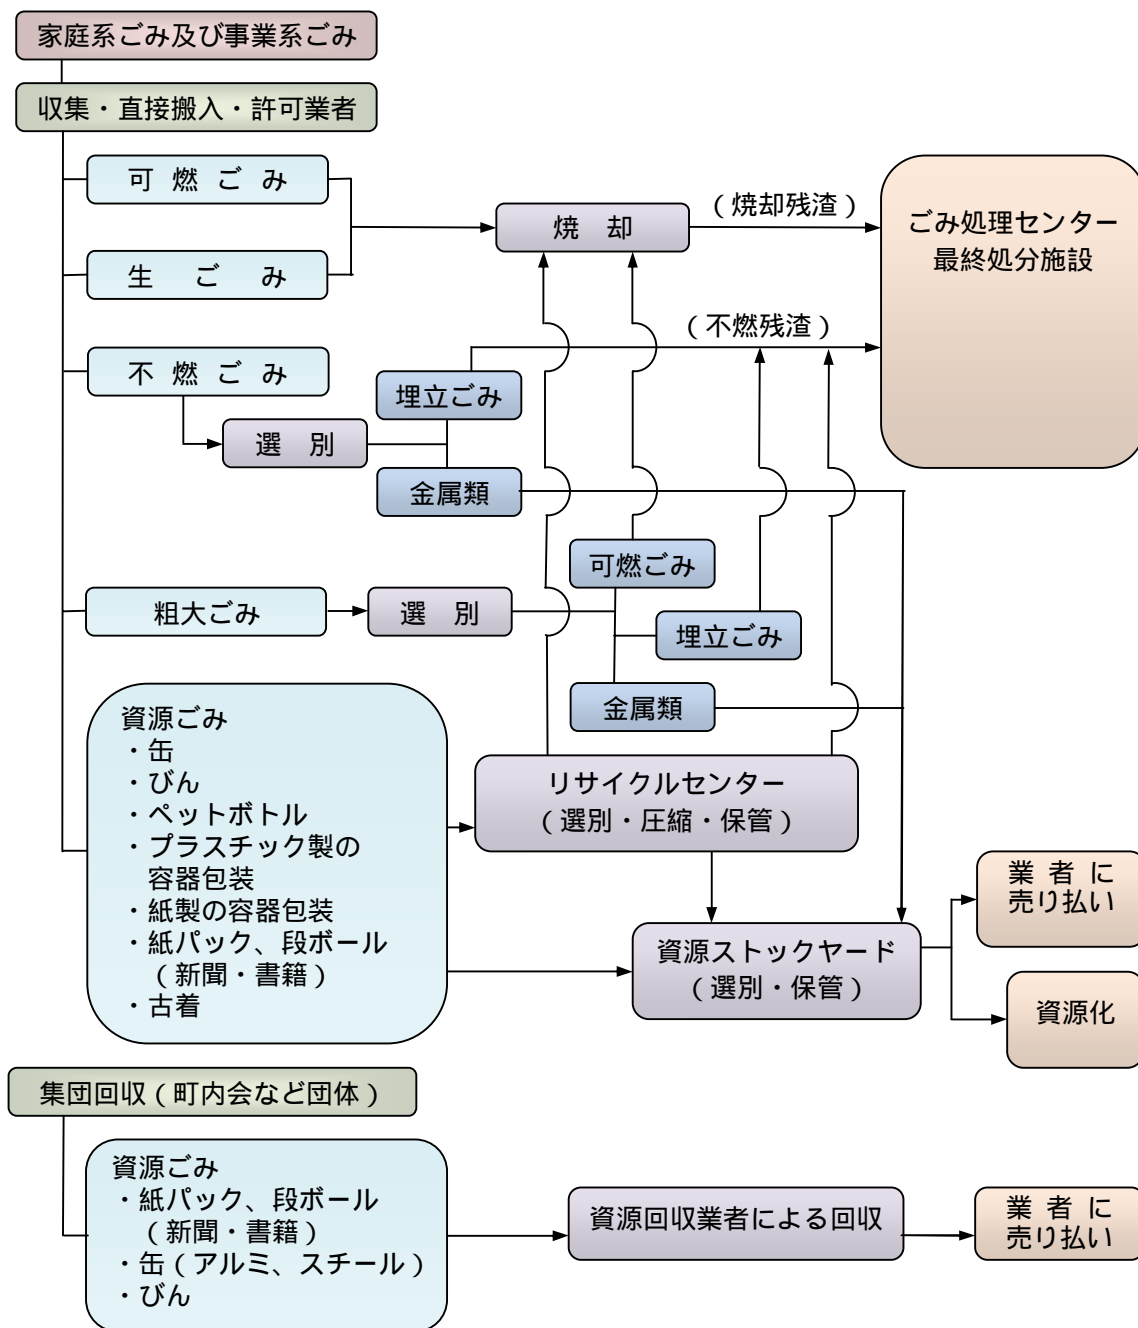 家庭系ごみ及び事業系ごみ
収集・直接搬入・許可業者
可 燃 ご み
生 ご み
不 燃 ご み
焼 却
（焼却残渣）
ごみ処理センター
最終処分施設
（不燃残渣）
埋立ごみ
選 別
金属類
可燃ごみ
粗大ごみ
選 別
埋立ごみ
金属類
資源ごみ
・缶
・びん
・ペットボトル
・プラスチック製の
容器包装
・紙製の容器包装
・紙パック、段ボール
（新聞・書籍）
・古着
リサイクルセンター
（選別・圧縮・保管）
資源ストックヤード
（選別・保管）
業 者 に
売り払い
資源化
集団回収（町内会など団体）
資源ごみ
・紙パック、段ボール
（新聞・書籍）
・缶（アルミ、スチール）
・びん
資源回収業者による回収
業 者 に
売り払い